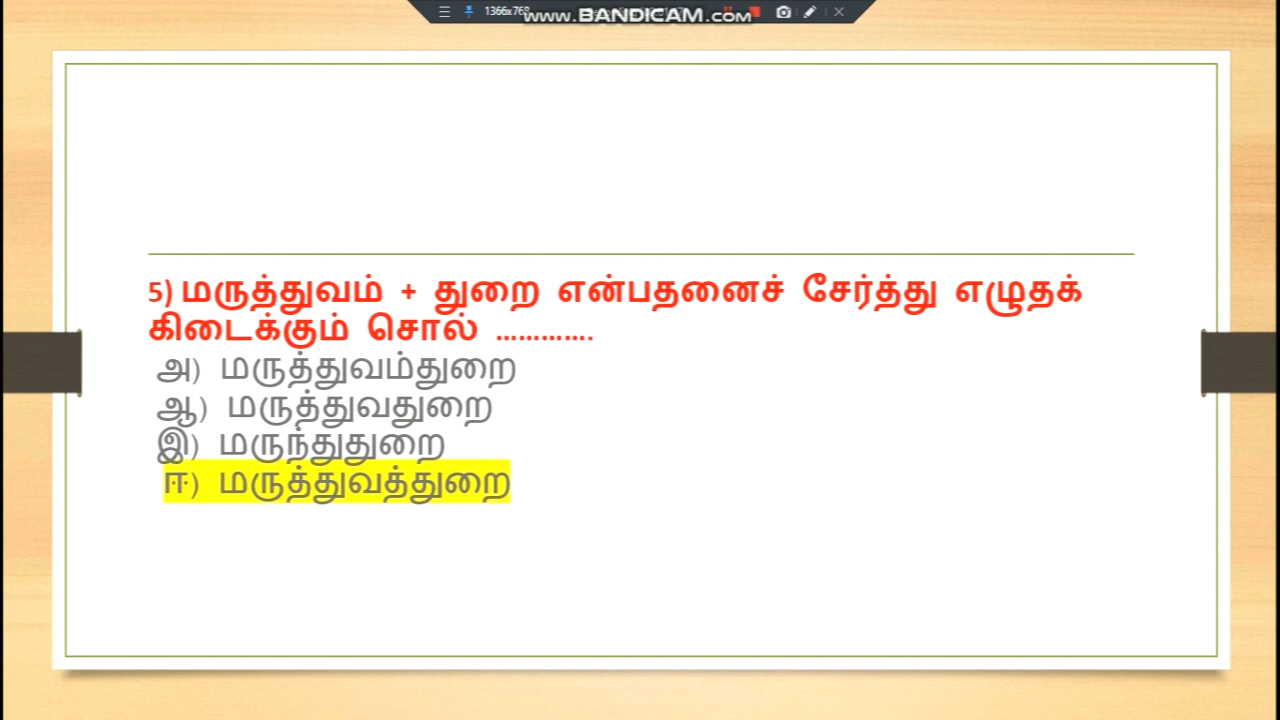 1366x768
www.BANDICAM.com
5) மருத்துவம் + துறை என்பதனைச் சேர்த்து எழுதக்
கிடைக்கும் சொல் ………….
அ) மருத்துவம்துறை
ஆ) மருத்துவதுறை
இ) மருந்துதுறை
ஈ) மருத்துவத்துறை